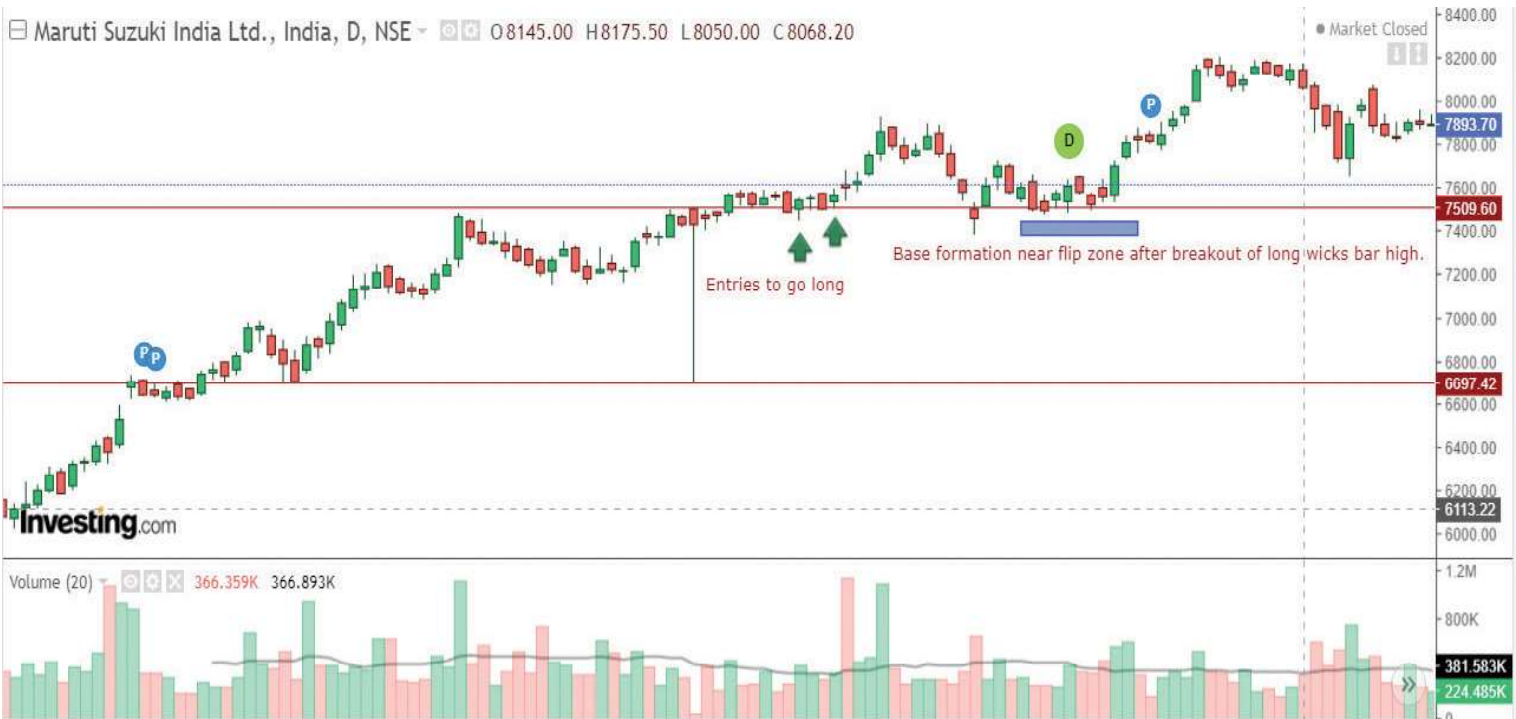 Maruti Suzuki India Ltd., India, D, NSE O8145.00 H8175.50 L8050.00 C8068.20
Market Closed
8400.00
8200.00
8000.00
7893.70
7800.00
7600.00
7509.60
7400.00
7200.00
7000.00
6800.00
6697.42
6600.00
6400.00
6200.00
6113.22
6000.00
P
D
Base formation near flip zone after breakout of long wicks bar high.
Entries to go long
P
P
Investing.com
Volume (20) 366.359K 366.893K
1.2M
800K
381.583K
224.485K